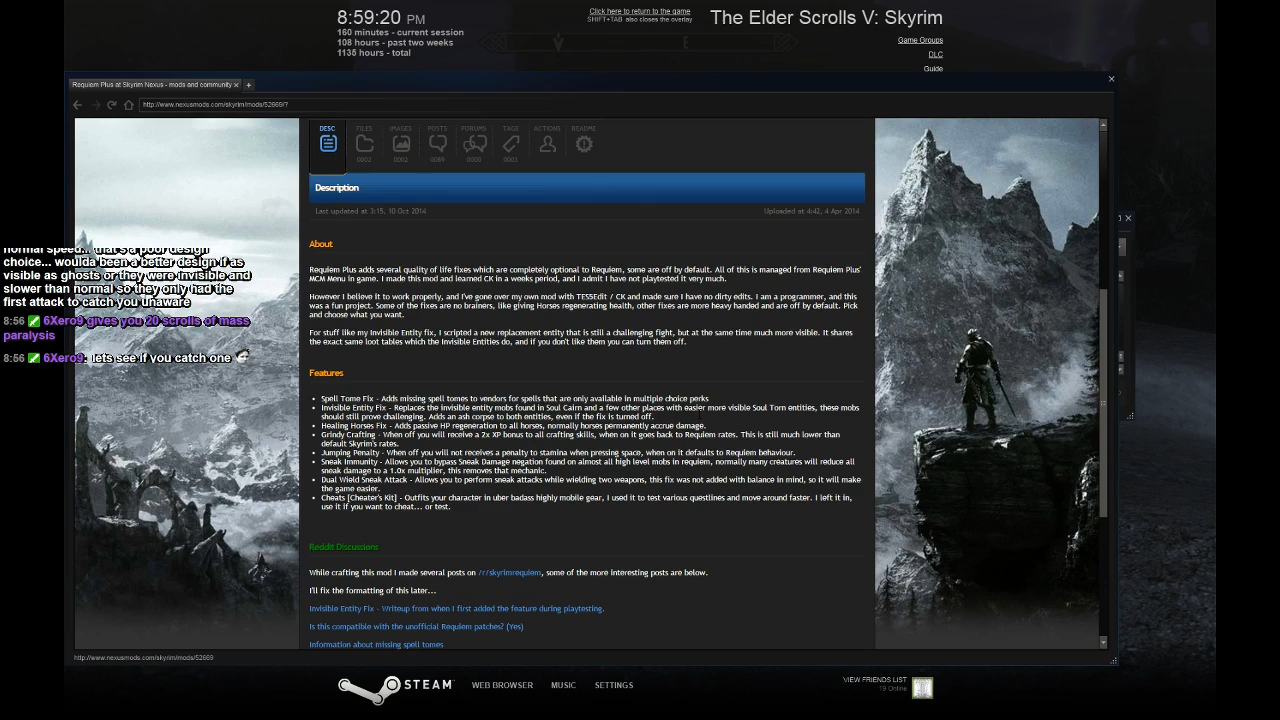 8:59:20 PM
160 minutes - current session
108 hours - past two weeks
1135 hours - total
Click here to return to the game
SHIFT+TAB also closes the overlay
The Elder Scrolls V: Skyrim
Game Groups
DLC
Guide
Requiem Plus at Skyrim Nexus - mods and community
http://www.nexusmods.com/skyrim/mods/52669/?
DESC FILES IMAGES POSTS FORUMS TAGS ACTIONS README
0002 0002 0089 0000 0003
Description
Last updated at 3:15, 10 Oct 2014 Uploaded at 4:42, 4 Apr 2014
About
Requiem Plus adds several quality of life fixes which are completely optional to Requiem, some are off by default. All of this is managed from Requiem Plus'
MCM Menu in game. I made this mod and learned CK in a weeks period, and I admit I have not playtested it very much.
However I believe it to work properly, and I've gone over my own mod with TES5Edit / CK and made sure I have no dirty edits. I am a programmer, and this
was a fun project. Some of the fixes are no brainers, like giving Horses regenerating health, other fixes are more heavy handed and are off by default. Pick
and choose what you want.
For stuff like my Invisible Entity fix, I scripted a new replacement entity that is still a challenging fight, but at the same time much more visible. It shares
the exact same loot tables which the Invisible Entities do, and if you don't like them you can turn them off.
Features
• Spell Tome Fix - Adds missing spell tomes to vendors for spells that are only available in multiple choice perks
• Invisible Entity Fix - Replaces the invisible entity mobs found in Soul Cairn and a few other places with easier more visible Soul Torn entities, these mobs
should still prove challenging. Adds an ash corpse to both entities, even if the fix is turned off.
• Healing Horses Fix - Adds passive HP regeneration to all horses, normally horses permanently accrue damage.
• Grindy Crafting - When off you will receive a 2x XP bonus to all crafting skills, when on it goes back to Requiem rates. This is still much lower than
default Skyrim's rates.
• Jumping Penalty - When off you will not receives a penalty to stamina when pressing space, when on it defaults to Requiem behaviour.
• Sneak Immunity - Allows you to bypass Sneak Damage negation found on almost all high level mobs in requiem, normally many creatures will reduce all
sneak damage to a 1.0x multiplier, this removes that mechanic.
• Dual Wield Sneak Attack - Allows you to perform sneak attacks while wielding two weapons, this fix was not added with balance in mind, so it will make
the game easier.
• Cheats [Cheater's Kit] - Outfits your character in uber badass highly mobile gear, I used it to test various questlines and move around faster. I left it in,
use it if you want to cheat... or test.
Reddit Discussions
While crafting this mod I made several posts on /r/skyrimrequiem, some of the more interesting posts are below.
I'll fix the formatting of this later...
Invisible Entity Fix - Writeup from when I first added the feature during playtesting.
Is this compatible with the unofficial Requiem patches? (Yes)
Information about missing spell tomes
http://www.nexusmods.com/skyrim/mods/52669
normal speed... that's a poor design
choice... woulda been a better design if as
visible as ghosts or they were invisible and
slower than normal so they only had the
first attack to catch you unaware
8:56 6Xero9 gives you 20 scrolls of mass
paralysis
8:56 6Xero9: lets see if you catch one
STEAM WEB BROWSER MUSIC SETTINGS
VIEW FRIENDS LIST
19 Online